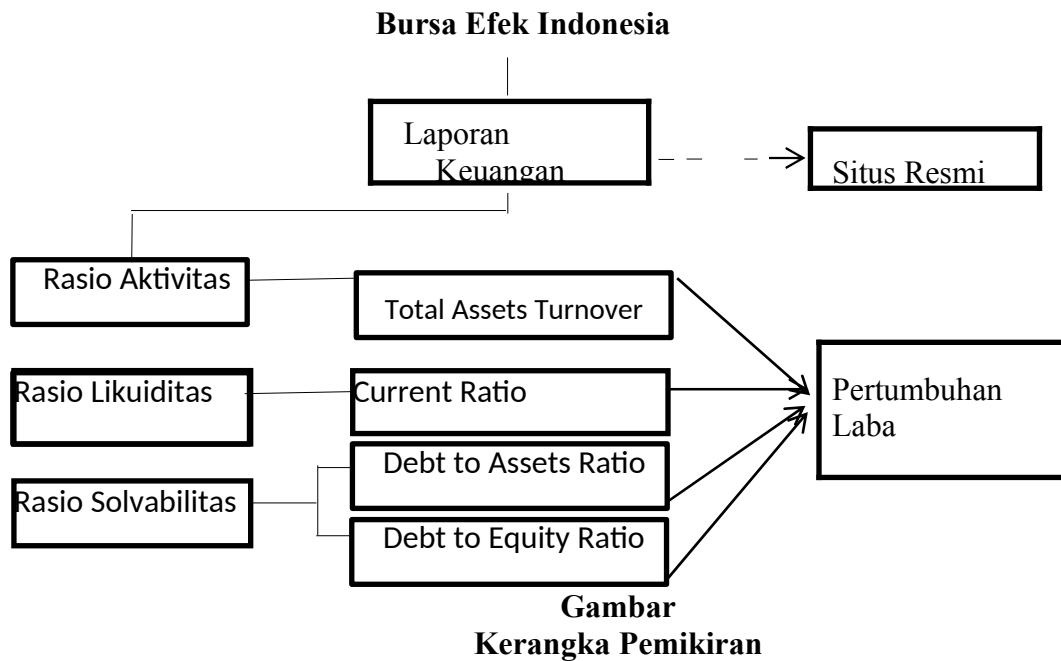 Bursa Efek Indonesia
Laporan
Keuangan
Situs Resmi
Rasio Aktivitas
Total Assets Turnover
Rasio Likuiditas
Current Ratio
Pertumbuhan
Laba
Debt to Assets Ratio
Rasio Solvabilitas
Debt to Equity Ratio
Gambar
Kerangka Pemikiran